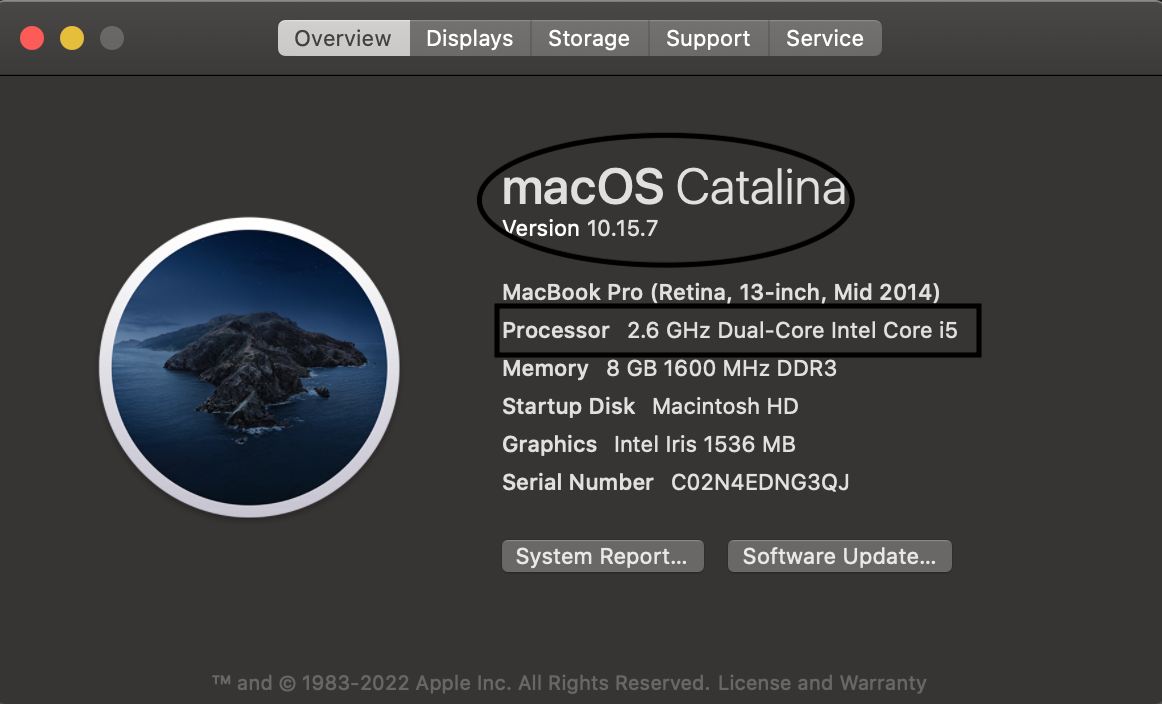 Overview Displays Storage Support Service
macOS Catalina
Version 10.15.7
MacBook Pro (Retina, 13-inch, Mid 2014)
Processor 2.6 GHz Dual-Core Intel Core i5
Memory 8 GB 1600 MHz DDR3
Startup Disk Macintosh HD
Graphics Intel Iris 1536 MB
Serial Number C02N4EDNG3QJ
System Report... Software Update...
™ and © 1983-2022 Apple Inc. All Rights Reserved. License and Warranty